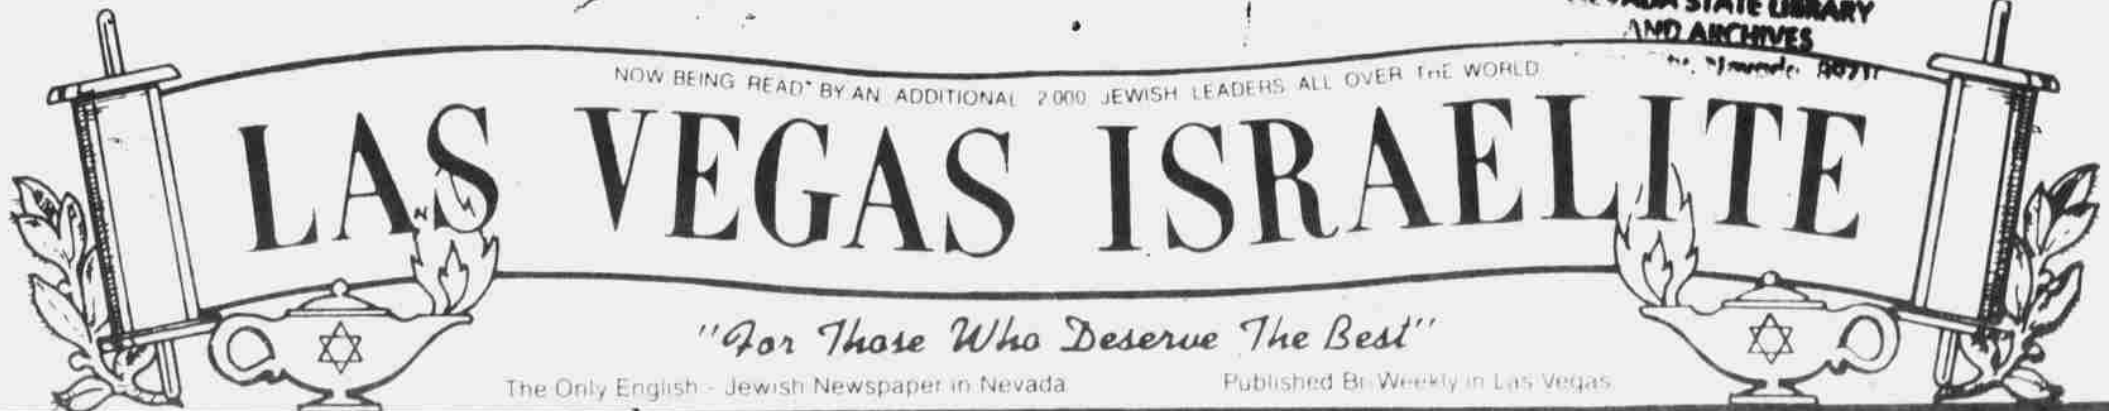 NEVADA STATE LIBRARY
AND ARCHIVES
NOW BEING READ BY AN ADDITIONAL 2000 JEWISH LEADERS ALL OVER THE WORLD
LAS VEGAS ISRAELITE
"For Those Who Deserve The Best"
The Only English - Jewish Newspaper in Nevada Published Bi-Weekly in Las Vegas